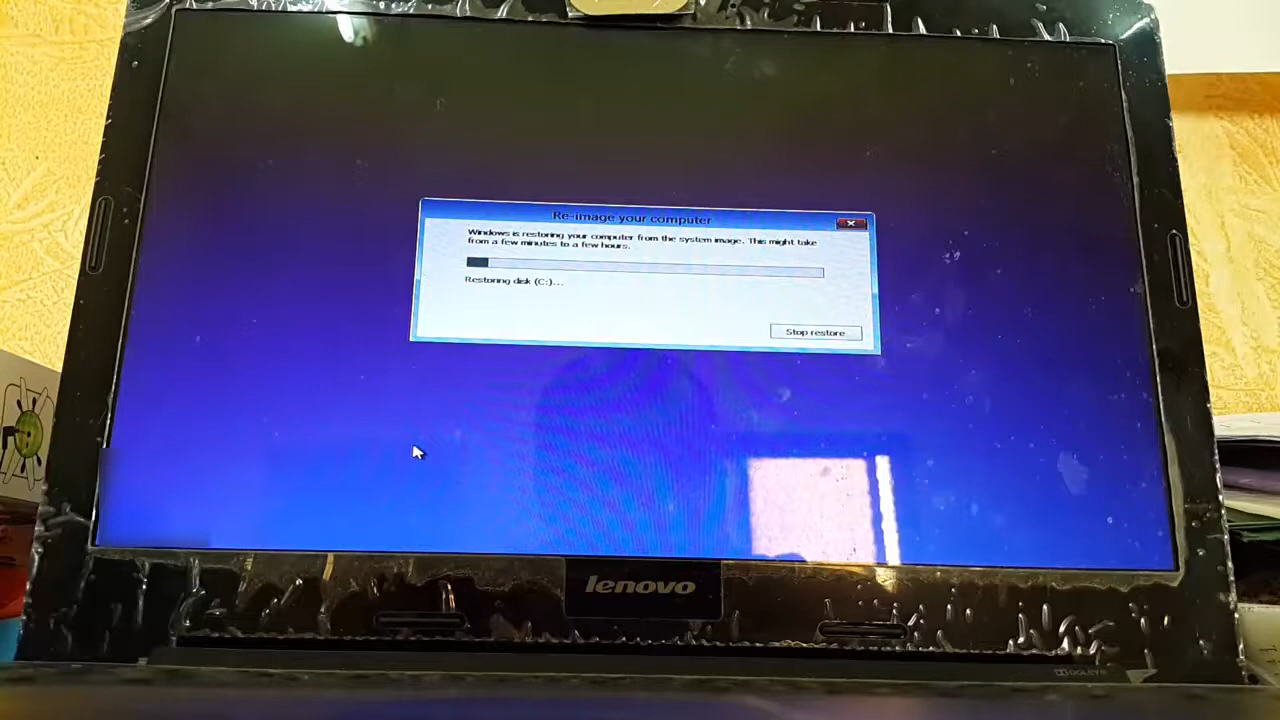 Re-image your computer
Windows is restoring your computer from the system image. This might take
from a few minutes to a few hours.
Restoring disk (C:)...
Stop restore
lenovo
DOLBY®